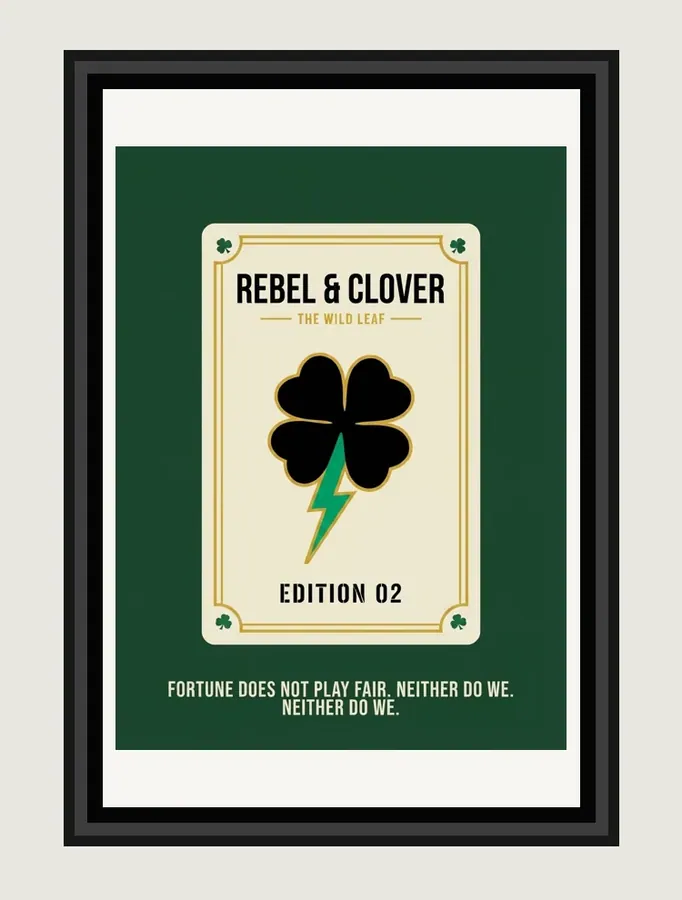 REBEL & CLOVER
THE WILD LEAF
EDITION 02
FORTUNE DOES NOT PLAY FAIR. NEITHER DO WE.
NEITHER DO WE.